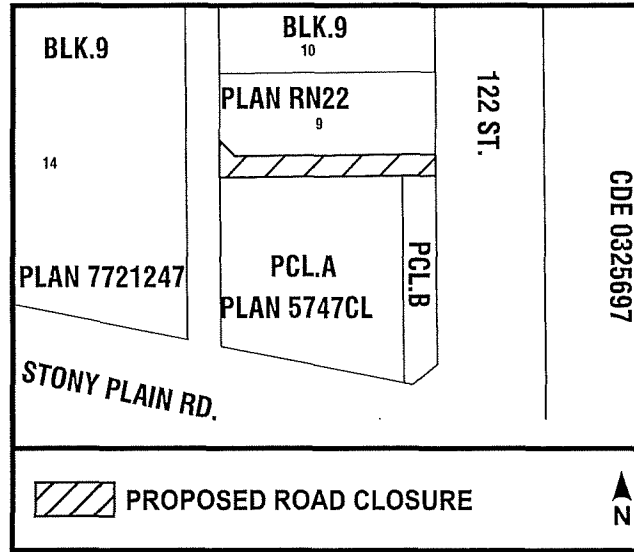 BLK.9
BLK.9
10
PLAN RN22
9
122 ST.
14
CDE 0325697
PLAN 7721247
PCL.A
PLAN 5747CL
PCL.B
STONY PLAIN RD.
PROPOSED ROAD CLOSURE
N